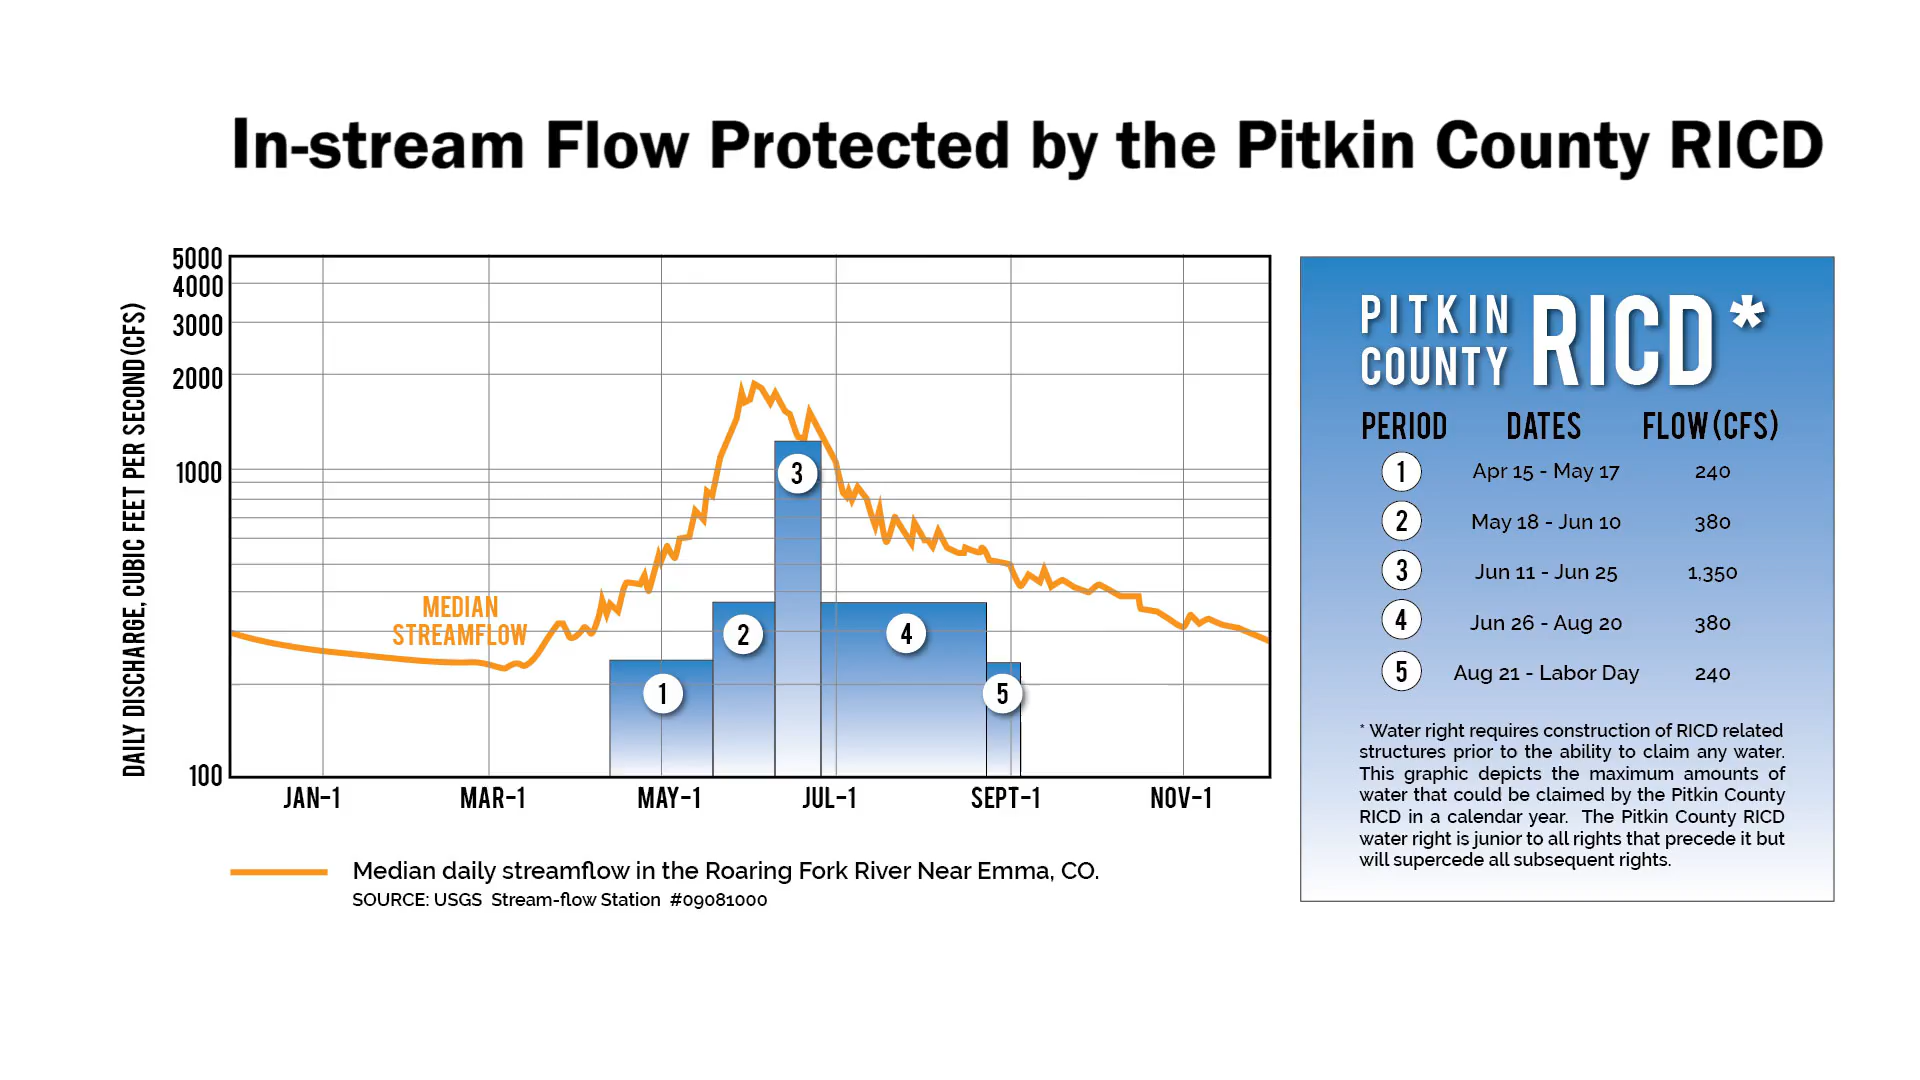 In-stream Flow Protected by the Pitkin County RICD
DAILY DISCHARGE, CUBIC FEET PER SECOND (CFS)
5000
4000
3000
2000
1000
100
MEDIAN
STREAMFLOW
1
2
3
4
5
JAN-1
MAR-1
MAY-1
JUL-1
SEPT-1
NOV-1
Median daily streamflow in the Roaring Fork River Near Emma, CO.
SOURCE: USGS Stream-flow Station #09081000
PITKIN COUNTY RICD*
PERIOD DATES FLOW (CFS)
1 Apr 15 - May 17 240
2 May 18 - Jun 10 380
3 Jun 11 - Jun 25 1,350
4 Jun 26 - Aug 20 380
5 Aug 21 - Labor Day 240
* Water right requires construction of RICD related
structures prior to the ability to claim any water.
This graphic depicts the maximum amounts of
water that could be claimed by the Pitkin County
RICD in a calendar year. The Pitkin County RICD
water right is junior to all rights that precede it but
will supercede all subsequent rights.